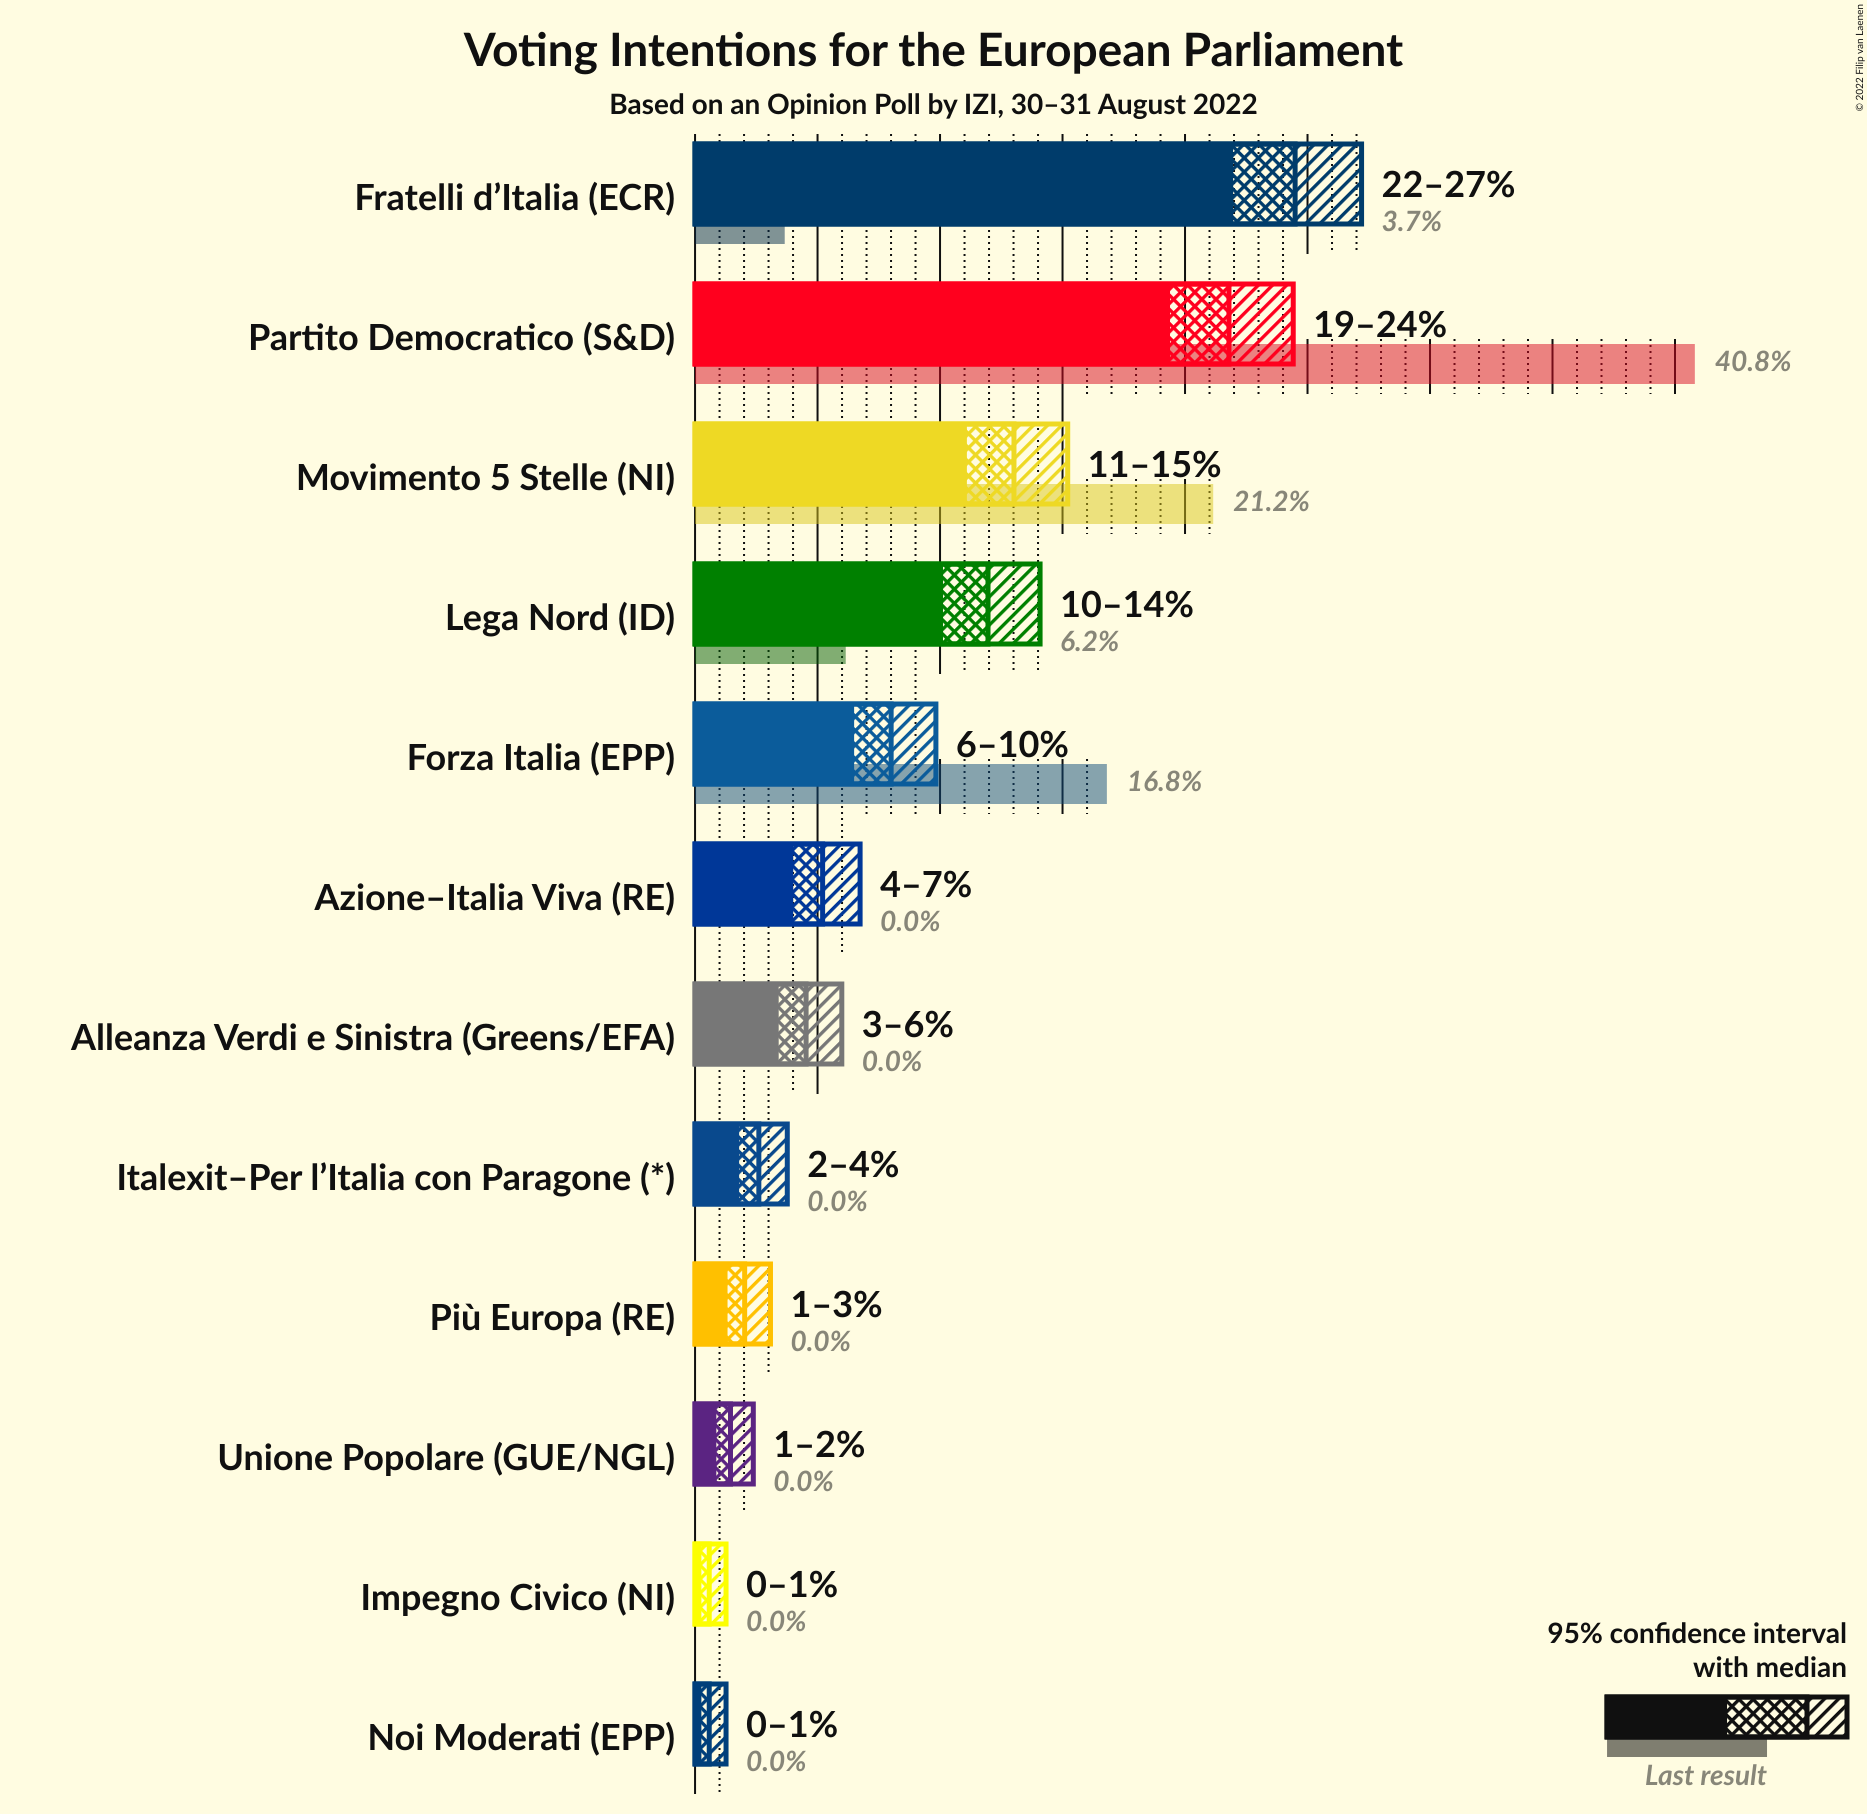 Voting Intentions for the European Parliament
Based on an Opinion Poll by IZI, 30–31 August 2022
© 2022 Filip van Laenen
Fratelli d’Italia (ECR)
22–27%
3.7%
Partito Democratico (S&D)
19–24%
40.8%
Movimento 5 Stelle (NI)
11–15%
21.2%
Lega Nord (ID)
10–14%
6.2%
Forza Italia (EPP)
6–10%
16.8%
Azione–Italia Viva (RE)
4–7%
0.0%
Alleanza Verdi e Sinistra (Greens/EFA)
3–6%
0.0%
Italexit–Per l’Italia con Paragone (*)
2–4%
0.0%
Più Europa (RE)
1–3%
0.0%
Unione Popolare (GUE/NGL)
1–2%
0.0%
Impegno Civico (NI)
0–1%
0.0%
Noi Moderati (EPP)
0–1%
0.0%
95% confidence interval
with median
Last result